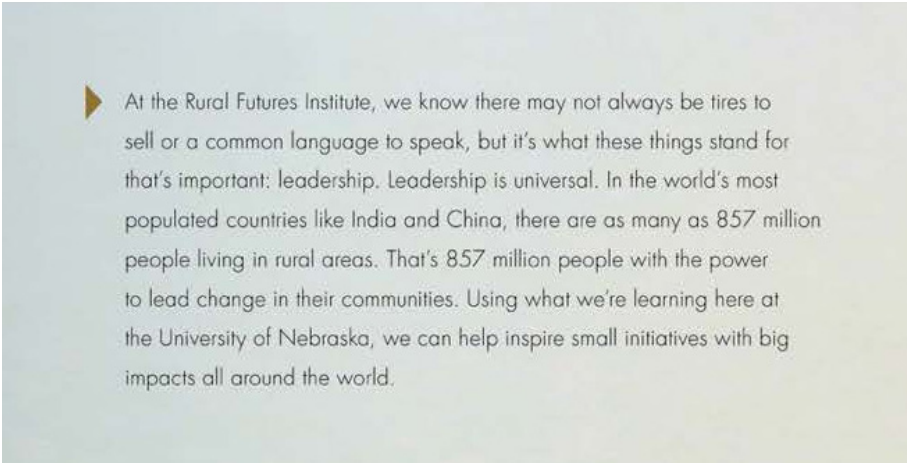 At the Rural Futures Institute, we know there may not always be tires to
sell or a common language to speak, but it's what these things stand for
that's important: leadership. Leadership is universal. In the world's most
populated countries like India and China, there are as many as 857 million
people living in rural areas. That's 857 million people with the power
to lead change in their communities. Using what we're learning here at
the University of Nebraska, we can help inspire small initiatives with big
impacts all around the world.